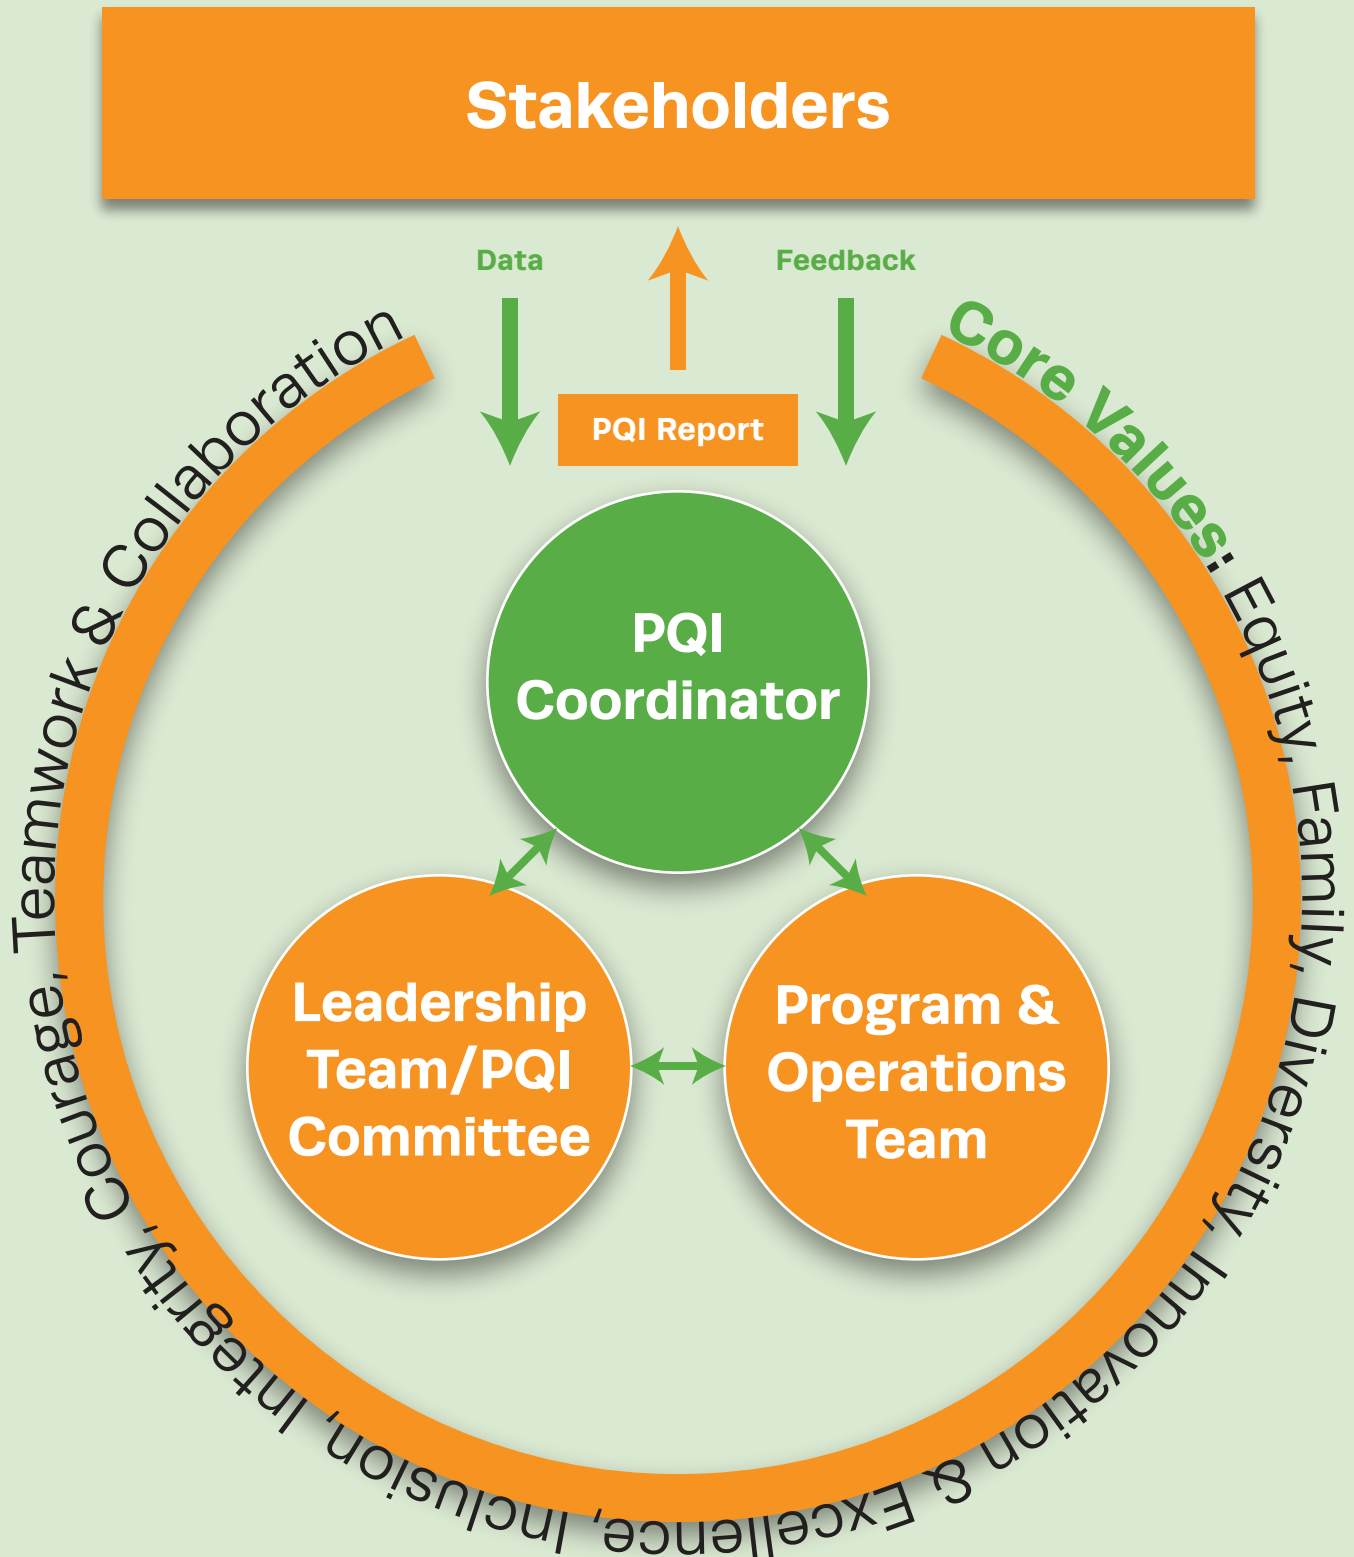 Stakeholders
Data
Feedback
PQI Report
Core Values: Equity, Family, Diversity, Innovation & Excellence, Inclusion, Integrity, Courage, Teamwork & Collaboration
PQI
Coordinator
Leadership
Team/PQI
Committee
Program &
Operations
Team